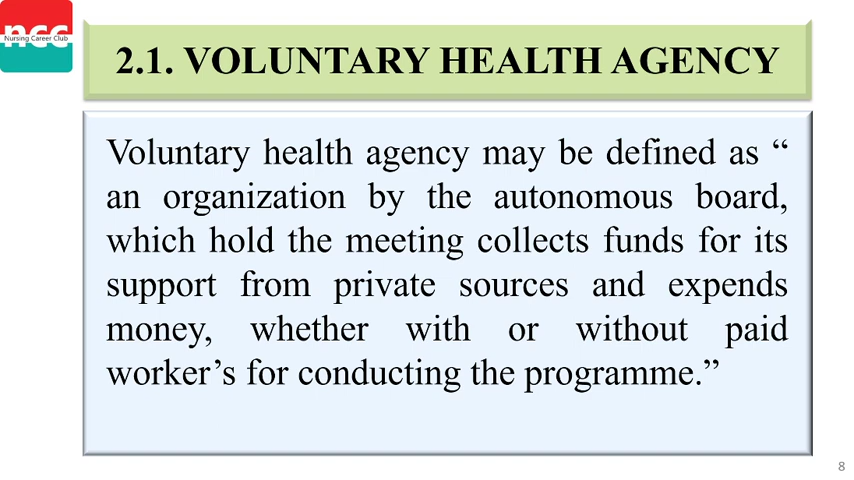 ncc
Nursing Career Club
2.1. VOLUNTARY HEALTH AGENCY
Voluntary health agency may be defined as “
an organization by the autonomous board,
which hold the meeting collects funds for its
support from private sources and expends
money, whether with or without paid
worker’s for conducting the programme.”
8